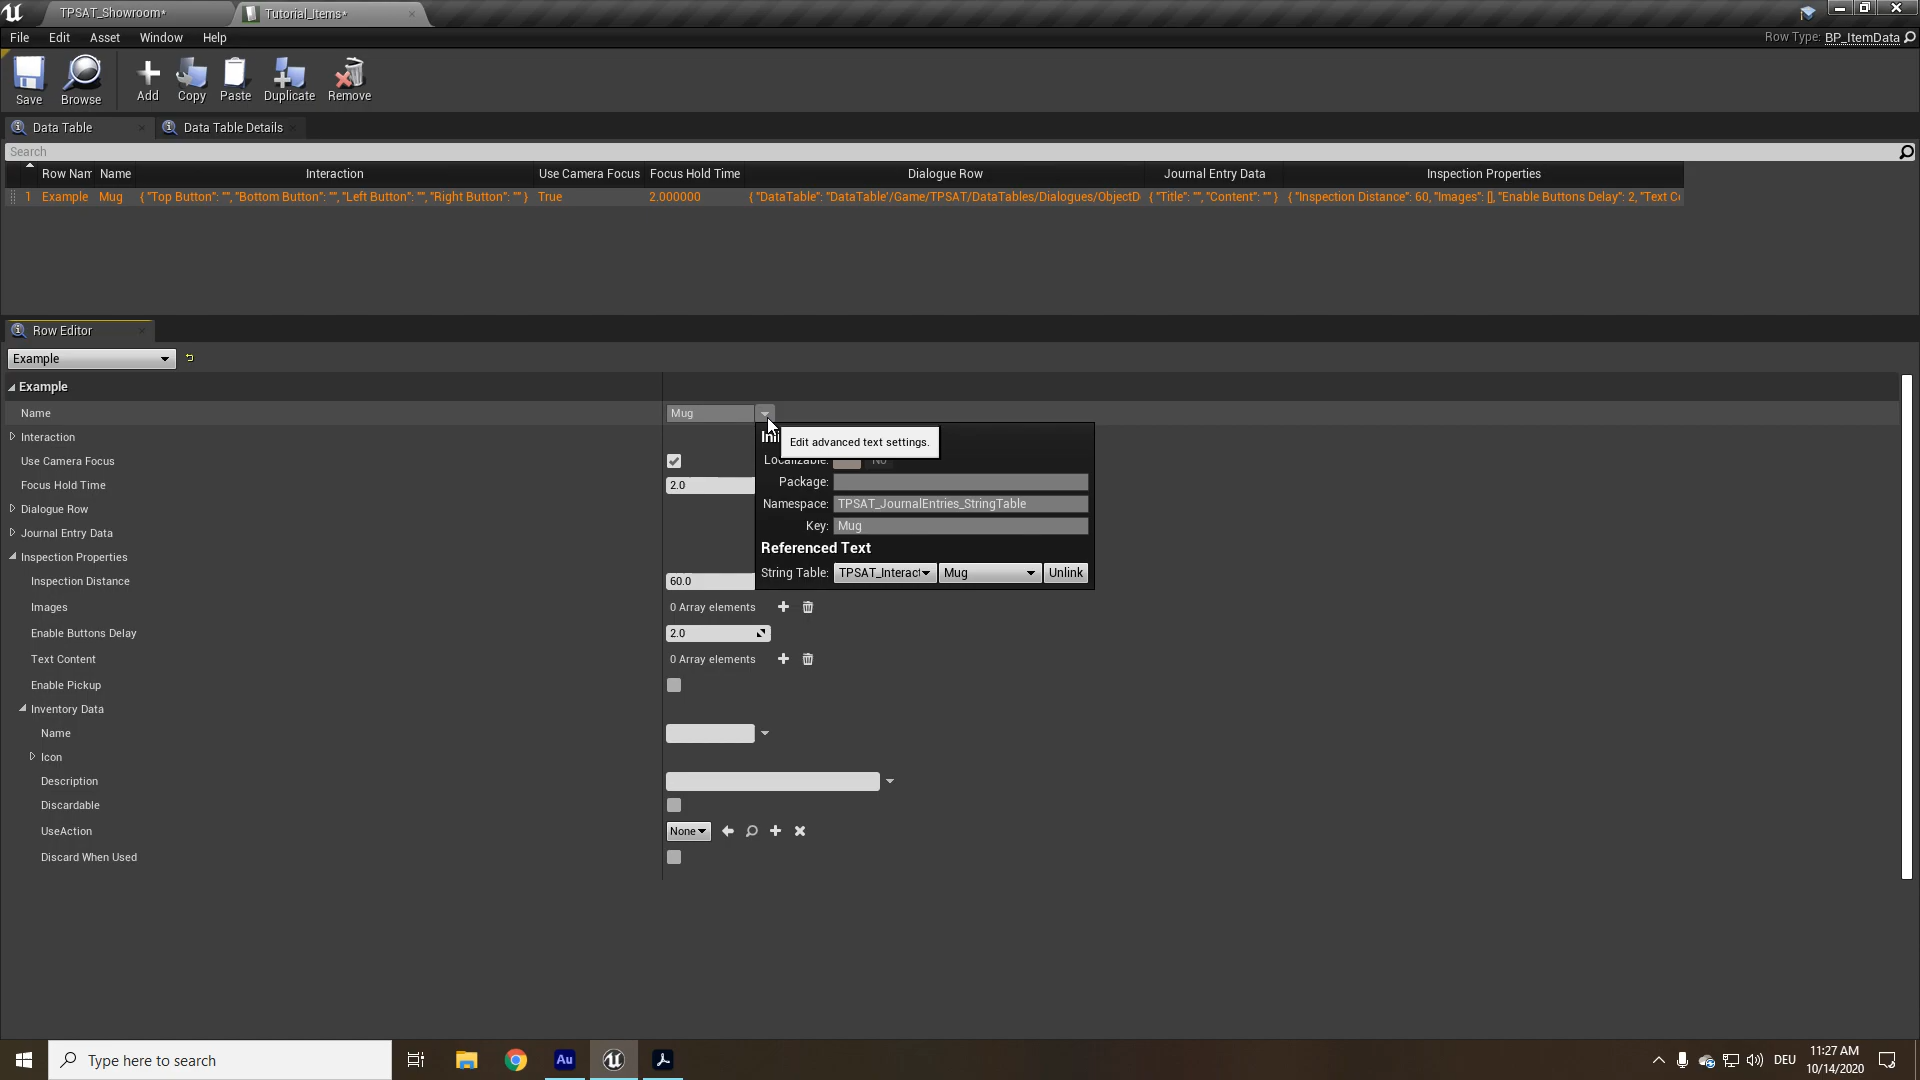 TPSAT_Showroom*
Tutorial_Items*
File Edit Asset Window Help
Row Type: BP_ItemData
Save Browse Add Copy Paste Duplicate Remove
Data Table
Data Table Details
Search
Row Nam Name Interaction Use Camera Focus Focus Hold Time Dialogue Row Journal Entry Data Inspection Properties
1 Example Mug { "Top Button": "", "Bottom Button": "", "Left Button": "", "Right Button": "" } True 2.000000 { "DataTable": "DataTable'/Game/TPSAT/DataTables/Dialogues/ObjectD { "Title": "", "Content": "" } { "Inspection Distance": 60, "Images": [], "Enable Buttons Delay": 2, "Text Co
Row Editor
Example
Example
Name Mug
Edit advanced text settings.
Interaction
Use Camera Focus Localizable: No
Focus Hold Time 2.0 Package:
Dialogue Row Namespace: TPSAT_JournalEntries_StringTable
Journal Entry Data Key: Mug
Inspection Properties Referenced Text
Inspection Distance 60.0 String Table: TPSAT_Interact Mug Unlink
Images 0 Array elements
Enable Buttons Delay 2.0
Text Content 0 Array elements
Enable Pickup
Inventory Data
Name
Icon
Description
Discardable
UseAction None
Discard When Used
Type here to search
Au
DEU
11:27 AM
10/14/2020